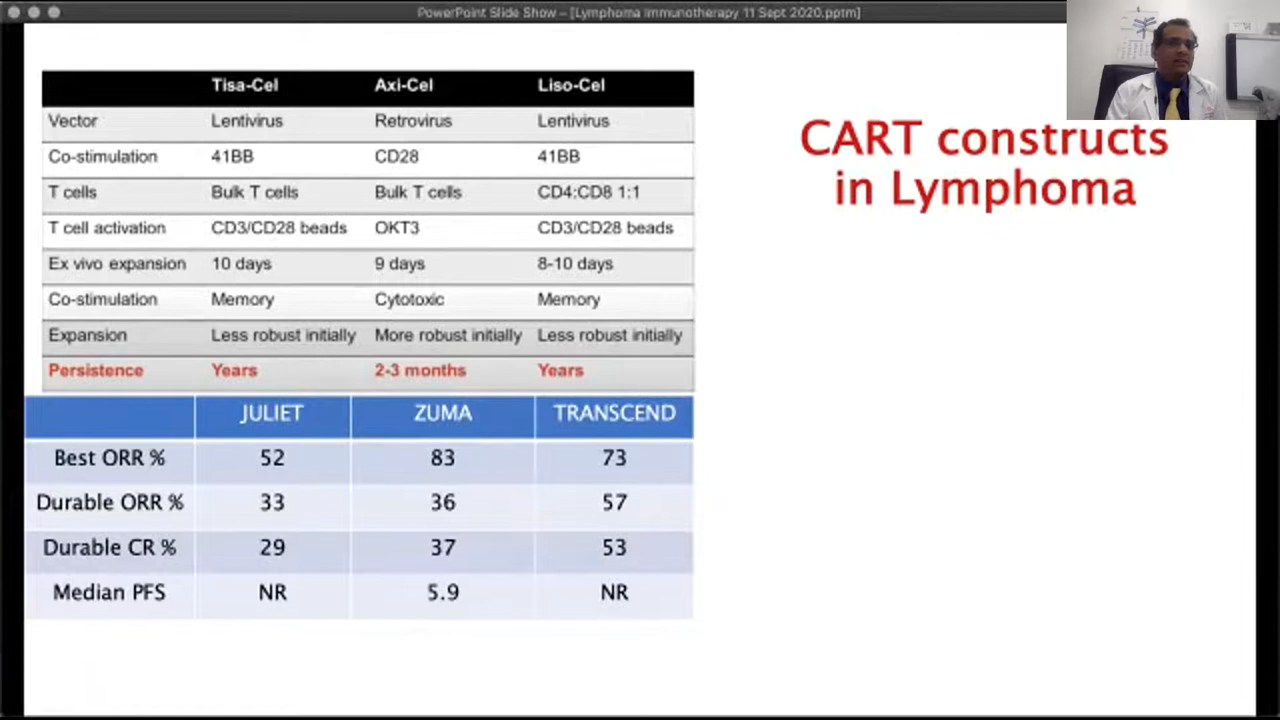 PowerPoint Slide Show – [Lymphoma Immunotherapy 11 Sept 2020.pptm]
Tisa-Cel Axi-Cel Liso-Cel
Vector Lentivirus Retrovirus Lentivirus
Co-stimulation 41BB CD28 41BB
T cells Bulk T cells Bulk T cells CD4:CD8 1:1
T cell activation CD3/CD28 beads OKT3 CD3/CD28 beads
Ex vivo expansion 10 days 9 days 8-10 days
Co-stimulation Memory Cytotoxic Memory
Expansion Less robust initially More robust initially Less robust initially
Persistence Years 2-3 months Years
JULIET ZUMA TRANSCEND
Best ORR % 52 83 73
Durable ORR % 33 36 57
Durable CR % 29 37 53
Median PFS NR 5.9 NR
CART constructs
in Lymphoma